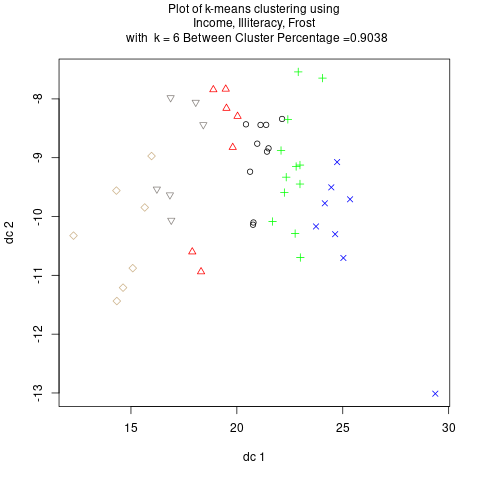 Plot of k-means clustering using
Income, Illiteracy, Frost
with k = 6 Between Cluster Percentage =0.9038
-8
-9
-10
-11
-12
-13
dc 2
15
20
25
30
dc 1